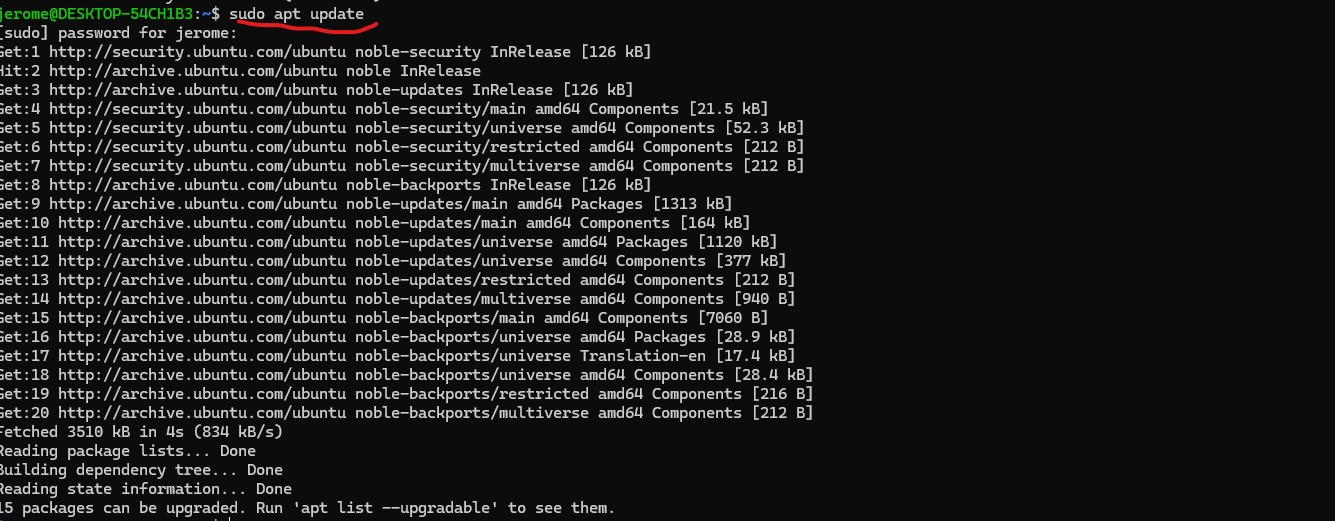 jerome@DESKTOP-54CH1B3:~$ sudo apt update
[sudo] password for jerome:
Get:1 http://security.ubuntu.com/ubuntu noble-security InRelease [126 kB]
Hit:2 http://archive.ubuntu.com/ubuntu noble InRelease
Get:3 http://archive.ubuntu.com/ubuntu noble-updates InRelease [126 kB]
Get:4 http://security.ubuntu.com/ubuntu noble-security/main amd64 Components [21.5 kB]
Get:5 http://security.ubuntu.com/ubuntu noble-security/universe amd64 Components [52.3 kB]
Get:6 http://security.ubuntu.com/ubuntu noble-security/restricted amd64 Components [212 B]
Get:7 http://security.ubuntu.com/ubuntu noble-security/multiverse amd64 Components [212 B]
Get:8 http://archive.ubuntu.com/ubuntu noble-backports InRelease [126 kB]
Get:9 http://archive.ubuntu.com/ubuntu noble-updates/main amd64 Packages [1313 kB]
Get:10 http://archive.ubuntu.com/ubuntu noble-updates/main amd64 Components [164 kB]
Get:11 http://archive.ubuntu.com/ubuntu noble-updates/universe amd64 Packages [1120 kB]
Get:12 http://archive.ubuntu.com/ubuntu noble-updates/universe amd64 Components [377 kB]
Get:13 http://archive.ubuntu.com/ubuntu noble-updates/restricted amd64 Components [212 B]
Get:14 http://archive.ubuntu.com/ubuntu noble-updates/multiverse amd64 Components [940 B]
Get:15 http://archive.ubuntu.com/ubuntu noble-backports/main amd64 Components [7060 B]
Get:16 http://archive.ubuntu.com/ubuntu noble-backports/universe amd64 Packages [28.9 kB]
Get:17 http://archive.ubuntu.com/ubuntu noble-backports/universe Translation-en [17.4 kB]
Get:18 http://archive.ubuntu.com/ubuntu noble-backports/universe amd64 Components [28.4 kB]
Get:19 http://archive.ubuntu.com/ubuntu noble-backports/restricted amd64 Components [216 B]
Get:20 http://archive.ubuntu.com/ubuntu noble-backports/multiverse amd64 Components [212 B]
Fetched 3510 kB in 4s (834 kB/s)
Reading package lists... Done
Building dependency tree... Done
Reading state information... Done
15 packages can be upgraded. Run 'apt list --upgradable' to see them.